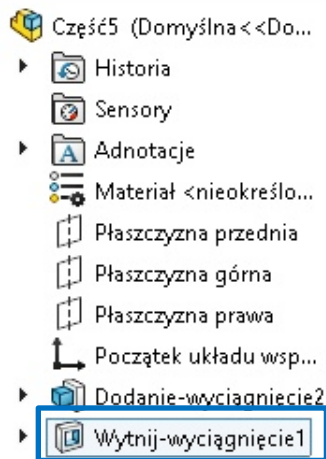 Część5 (Domyślna<<Do...
Historia
Sensory
A Adnotacje
Materiał <nieokreślo...
Płaszczyzna przednia
Płaszczyzna górna
Płaszczyzna prawa
Początek układu wsp...
Dodanie-wyciągnięcie2
Wytnij-wyciągnięcie1